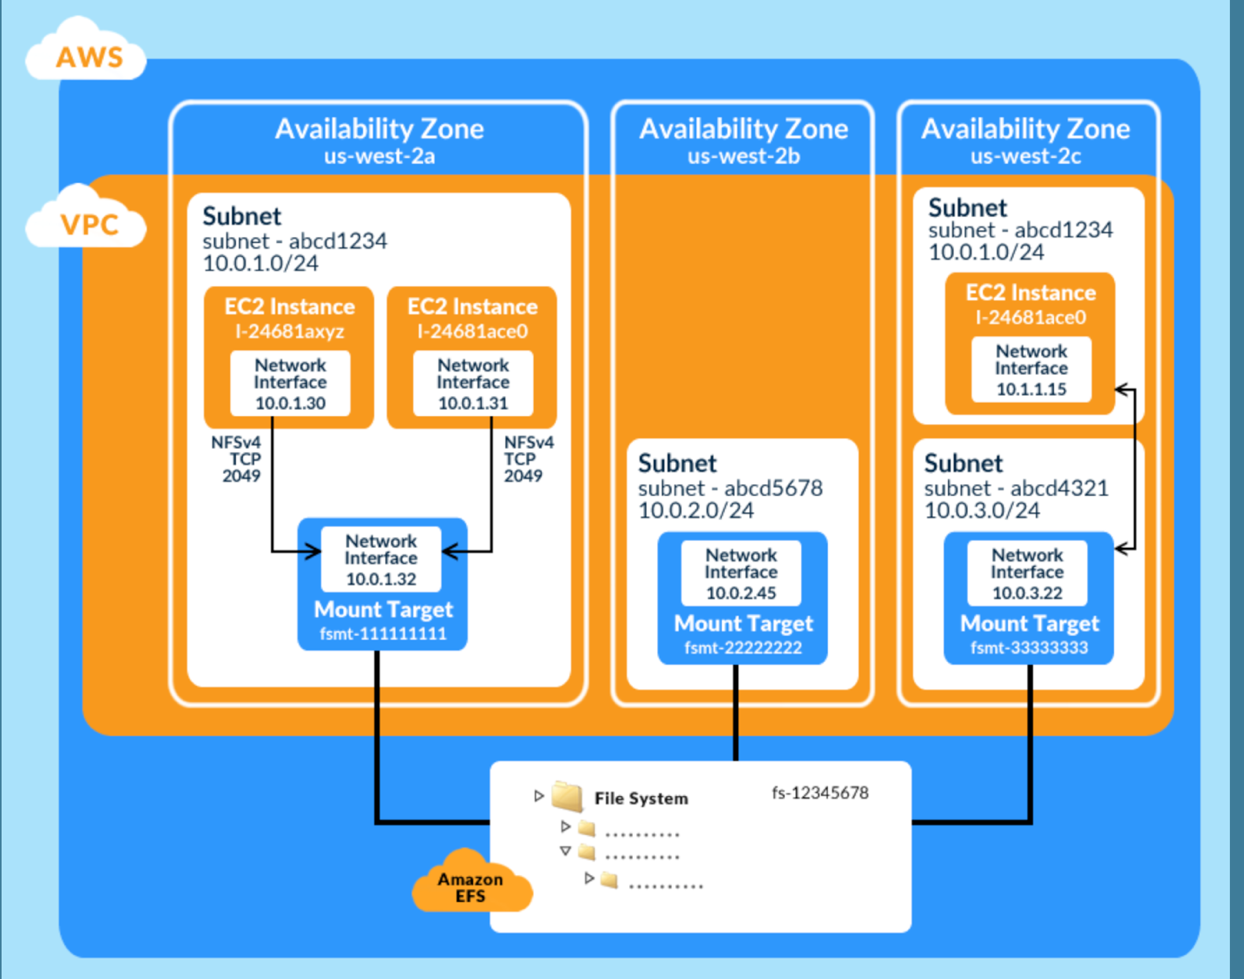 AWS
VPC
Availability Zone
us-west-2a
Subnet
subnet - abcd1234
10.0.1.0/24
EC2 Instance
I-24681axyz
Network
Interface
10.0.1.30
EC2 Instance
I-24681ace0
Network
Interface
10.0.1.31
NFSv4
TCP
2049
NFSv4
TCP
2049
Network
Interface
10.0.1.32
Mount Target
fsmt-111111111
Availability Zone
us-west-2b
Subnet
subnet - abcd5678
10.0.2.0/24
Network
Interface
10.0.2.45
Mount Target
fsmt-22222222
Availability Zone
us-west-2c
Subnet
subnet - abcd1234
10.0.1.0/24
EC2 Instance
I-24681ace0
Network
Interface
10.1.1.15
Subnet
subnet - abcd4321
10.0.3.0/24
Network
Interface
10.0.3.22
Mount Target
fsmt-33333333
File System
fs-12345678
..........
..........
..........
Amazon
EFS